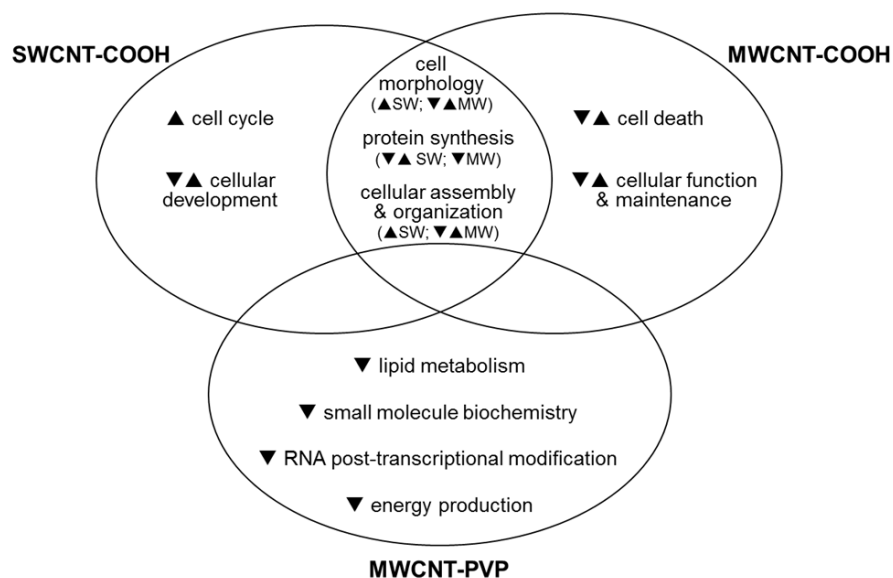 SWCNT-COOH
MWCNT-COOH
cell
morphology
(▲SW; ▼▲MW)
▲ cell cycle
▼▲ cell death
protein synthesis
(▼▲ SW; ▼MW)
▼▲ cellular
development
cellular assembly
& organization
(▲SW; ▼▲MW)
▼▲ cellular function
& maintenance
▼ lipid metabolism
▼ small molecule biochemistry
▼ RNA post-transcriptional modification
▼ energy production
MWCNT-PVP